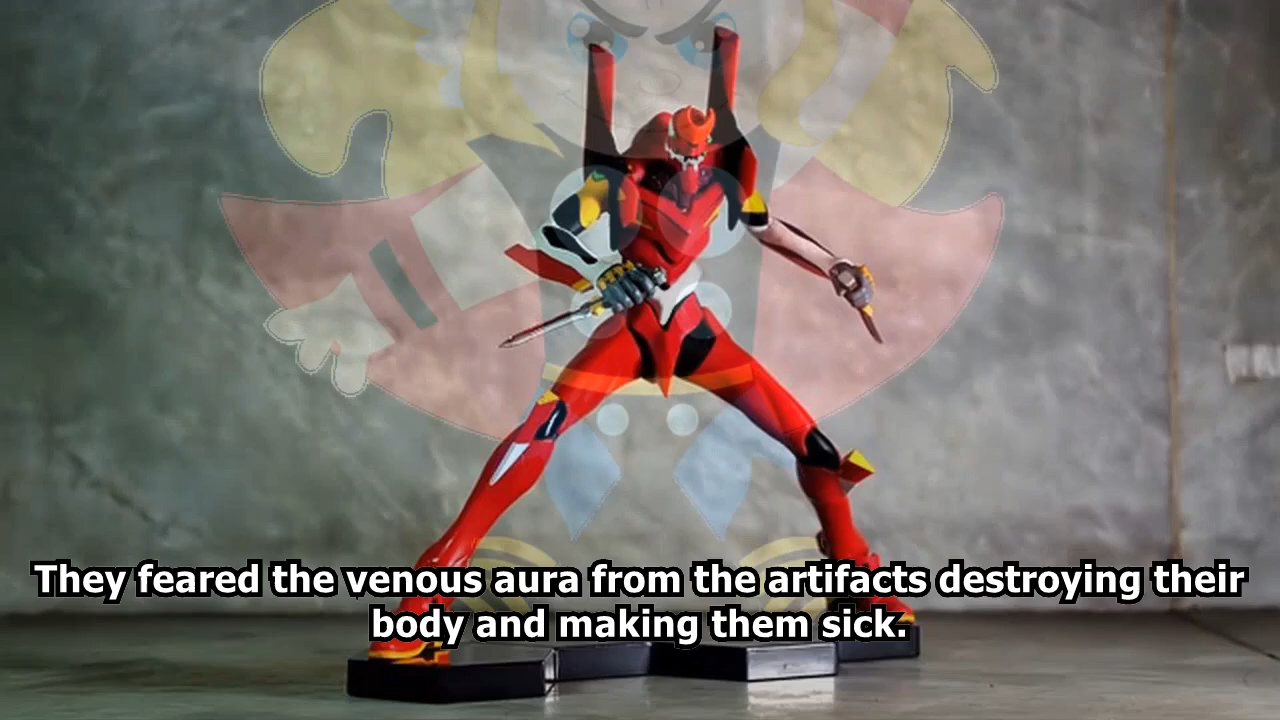 They feared the venous aura from the artifacts destroying their
body and making them sick.